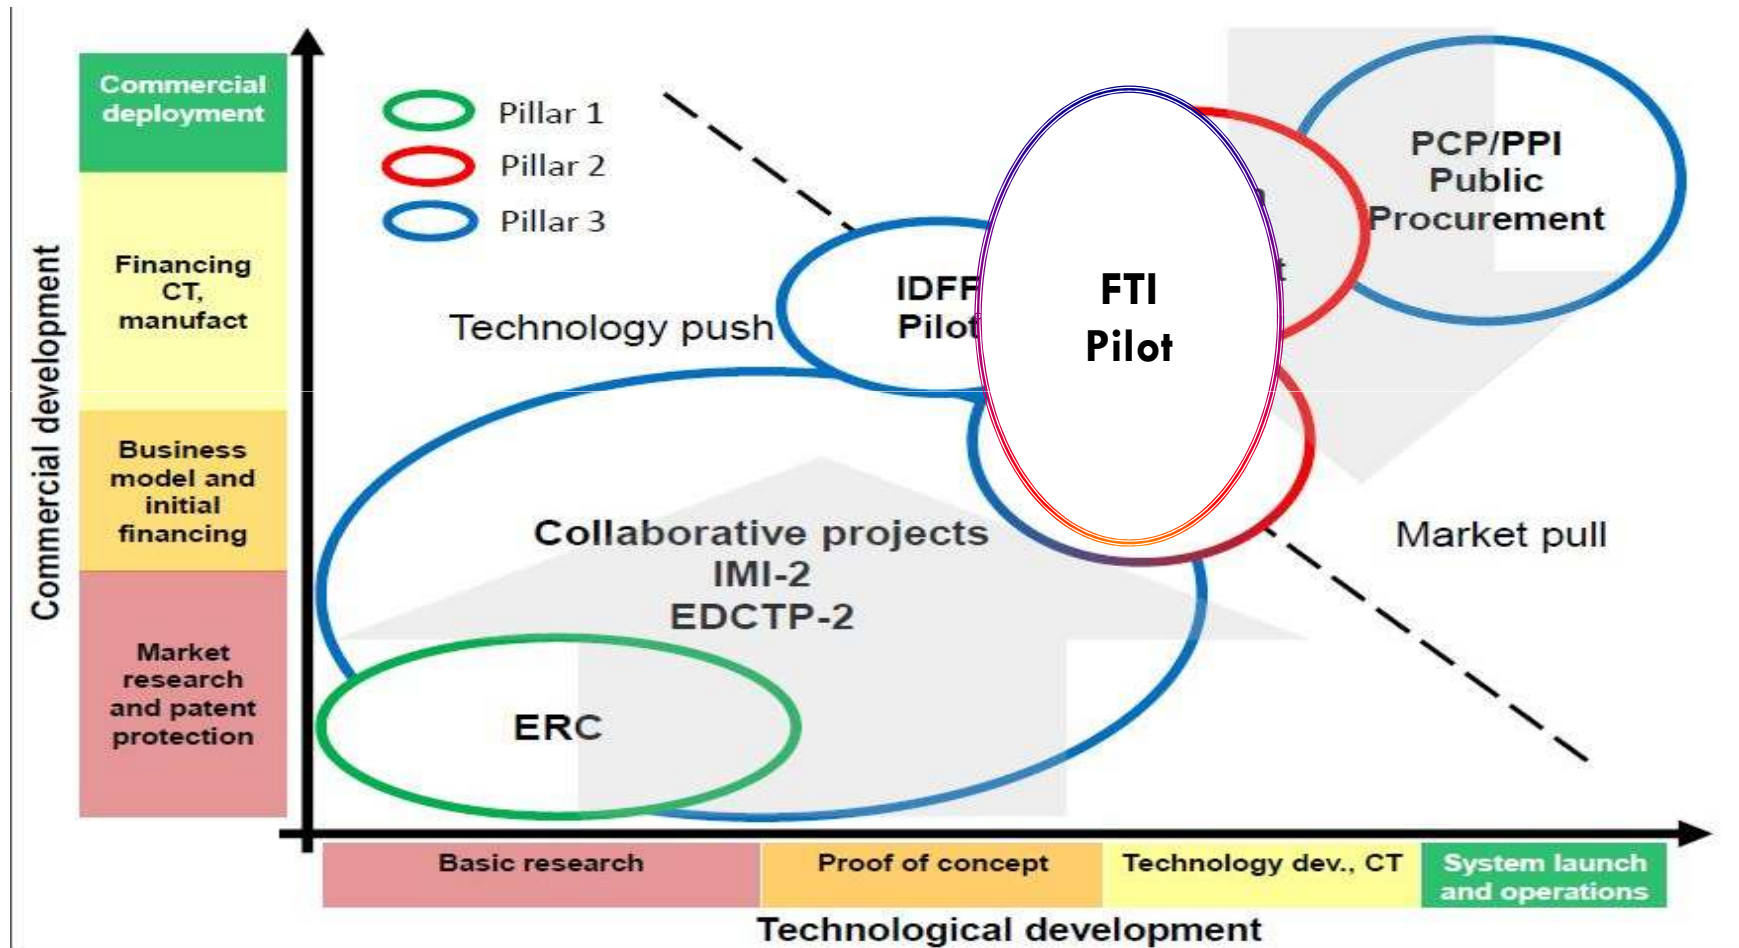 Commercial
deployment
Financing
CT,
manufact
Business
model and
initial
financing
Market
research
and patent
protection
Commercial development
Pillar 1
Pillar 2
Pillar 3
Technology push
IDFF
Pilot
FTI
Pilot
PCP/PPI
Public
Procurement
Market pull
Collaborative projects
IMI-2
EDCTP-2
ERC
Basic research
Proof of concept
Technology dev., CT
System launch
and operations
Technological development